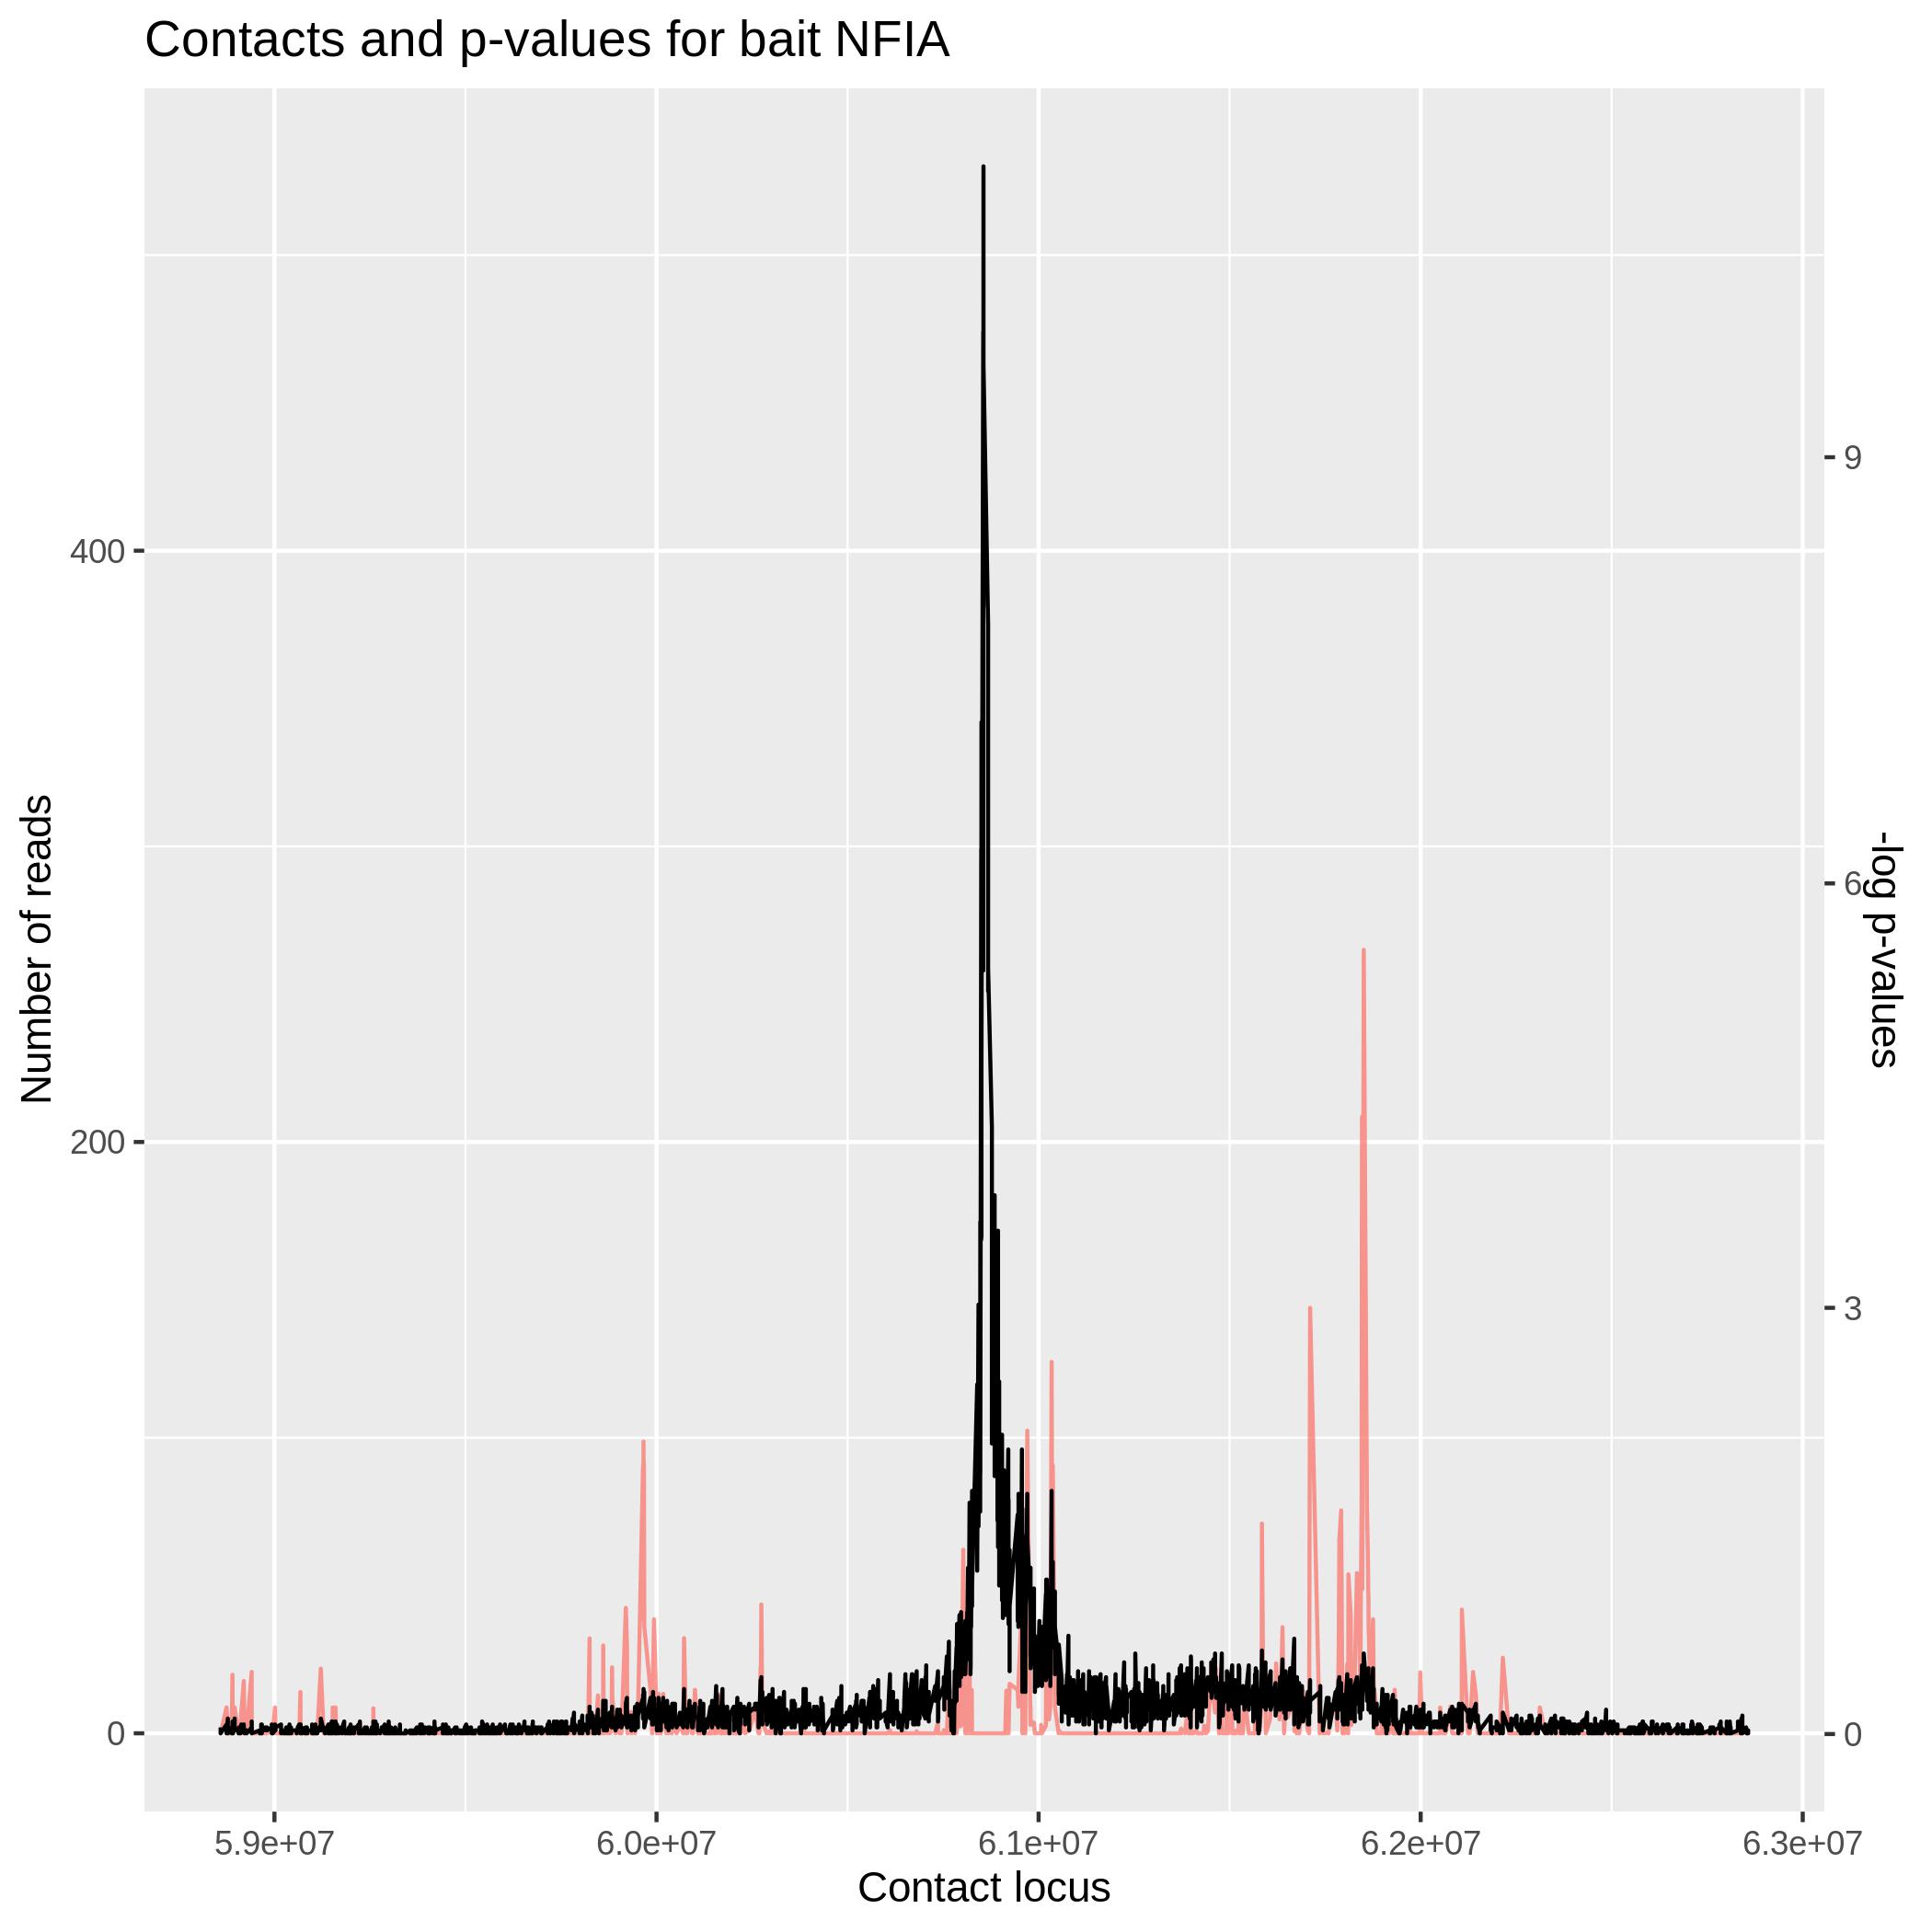 Contacts and p-values for bait NFIA
Number of reads
400
200
0
9
6
3
0
-log p-values
5.9e+07 6.0e+07 6.1e+07 6.2e+07 6.3e+07
Contact locus